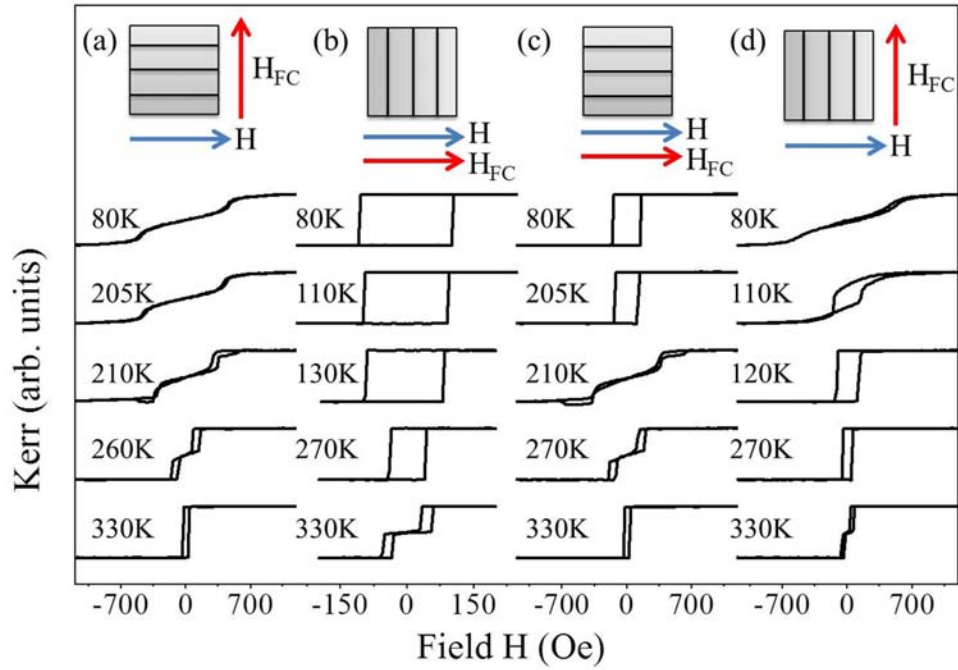 (a) (b) (c) (d)
H_FC H_FC
H H H H
H_FC H_FC
80K 80K 80K 80K
205K 110K 205K 110K
210K 130K 210K 120K
260K 270K 270K 270K
330K 330K 330K 330K
Kerr (arb. units)
-700 0 700 -150 0 150 -700 0 700 -700 0 700
Field H (Oe)